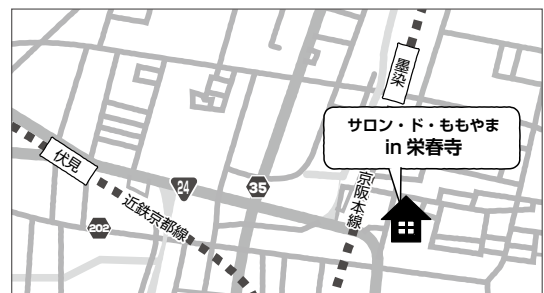 墨染
サロン・ド・ももやま
in 栄春寺
伏見
24
35
京阪本線
202
近鉄京都線